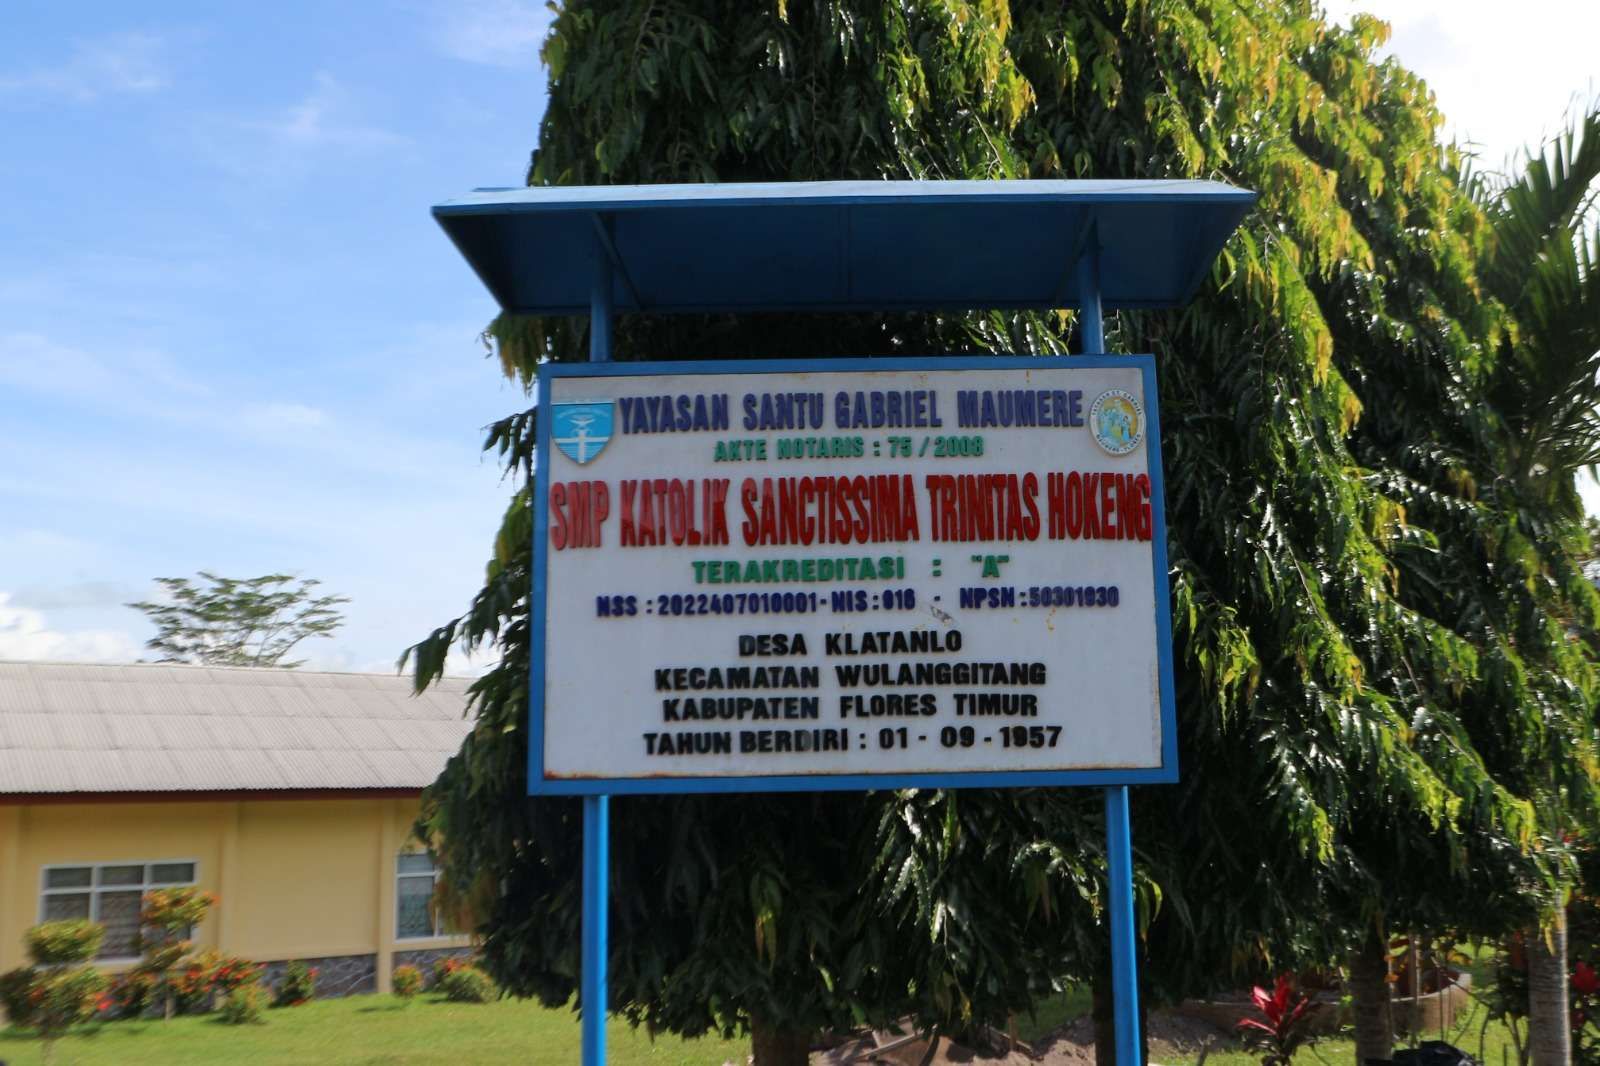 YAYASAN SANTU GABRIEL MAUMERE
AKTE NOTARIS : 75 / 2008
SMP KATOLIK SANCTISSIMA TRINITAS HOKENG
TERAKREDITASI : "A"
NSS : 2022407010001 - NIS : 018 - NPSN : 50301930
DESA KLATANLO
KECAMATAN WULANGGITANG
KABUPATEN FLORES TIMUR
TAHUN BERDIRI : 01 - 09 - 1957